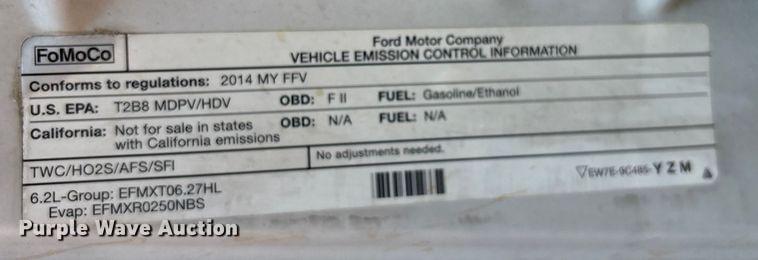 FoMoCo
Ford Motor Company
VEHICLE EMISSION CONTROL INFORMATION
Conforms to regulations: 2014 MY FFV
U.S. EPA: T2B8 MDPV/HDV OBD: F II FUEL: Gasoline/Ethanol
California: Not for sale in states with California emissions OBD: N/A FUEL: N/A
TWC/HO2S/AFS/SFI
No adjustments needed.
6.2L-Group: EFMXT06.27HL
Evap: EFMXR0250NBS
EW7E-9C485- Y Z M
Purple Wave Auction